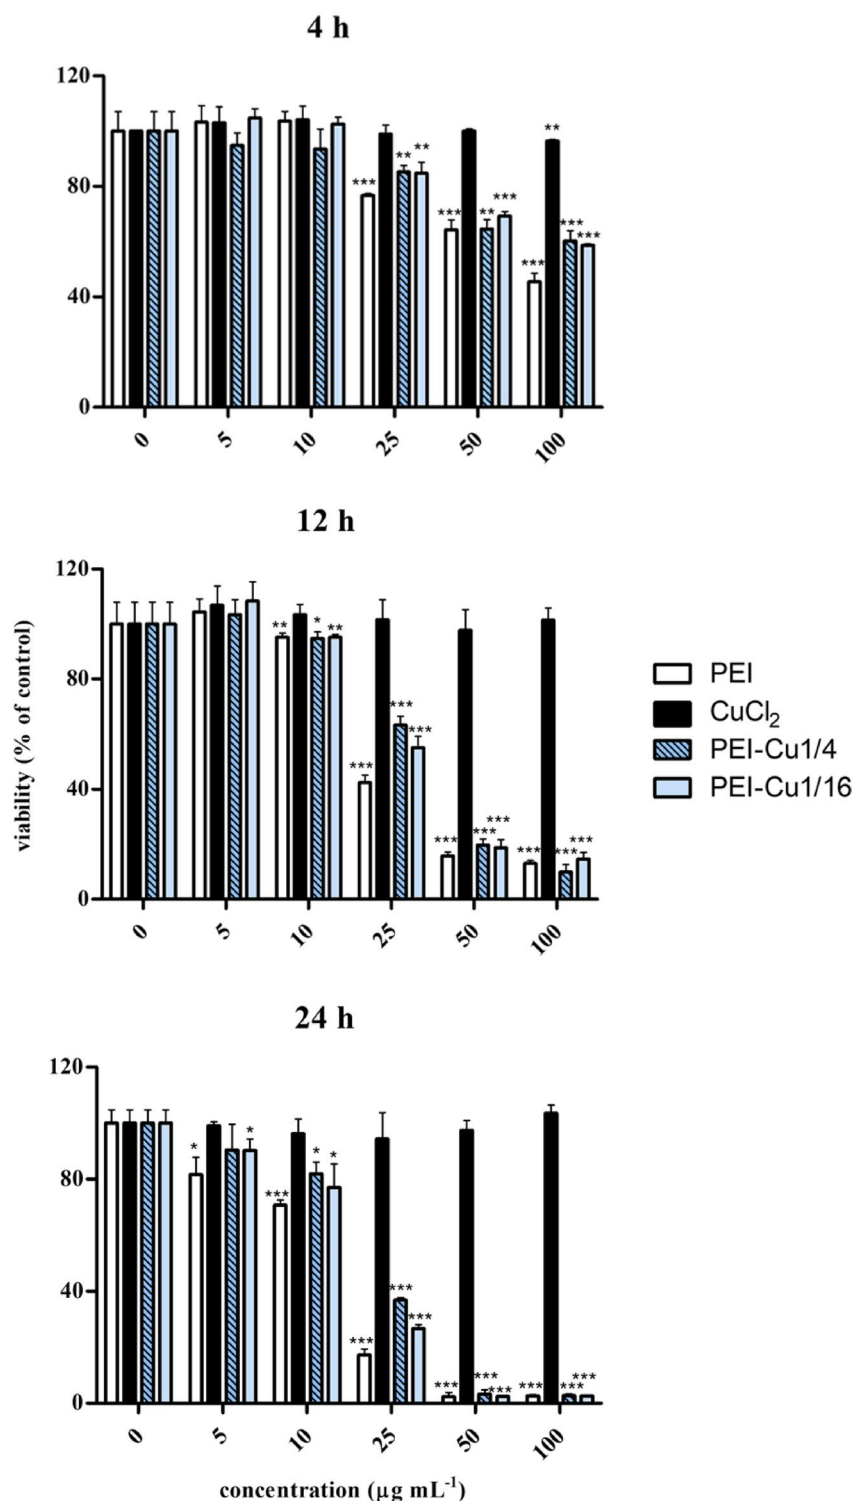 4 h
120
80
40
0
*** ** ** *** ** *** *** ** *** ***
0 5 10 25 50 100
12 h
viability (% of control)
120
80
40
0
** * ** *** *** *** *** *** *** *** *** ***
0 5 10 25 50 100
PEI
CuCl₂
PEI-Cu1/4
PEI-Cu1/16
24 h
120
80
40
0
* * *** * * *** *** *** *** *** *** *** *** ***
0 5 10 25 50 100
concentration (µg mL⁻¹)